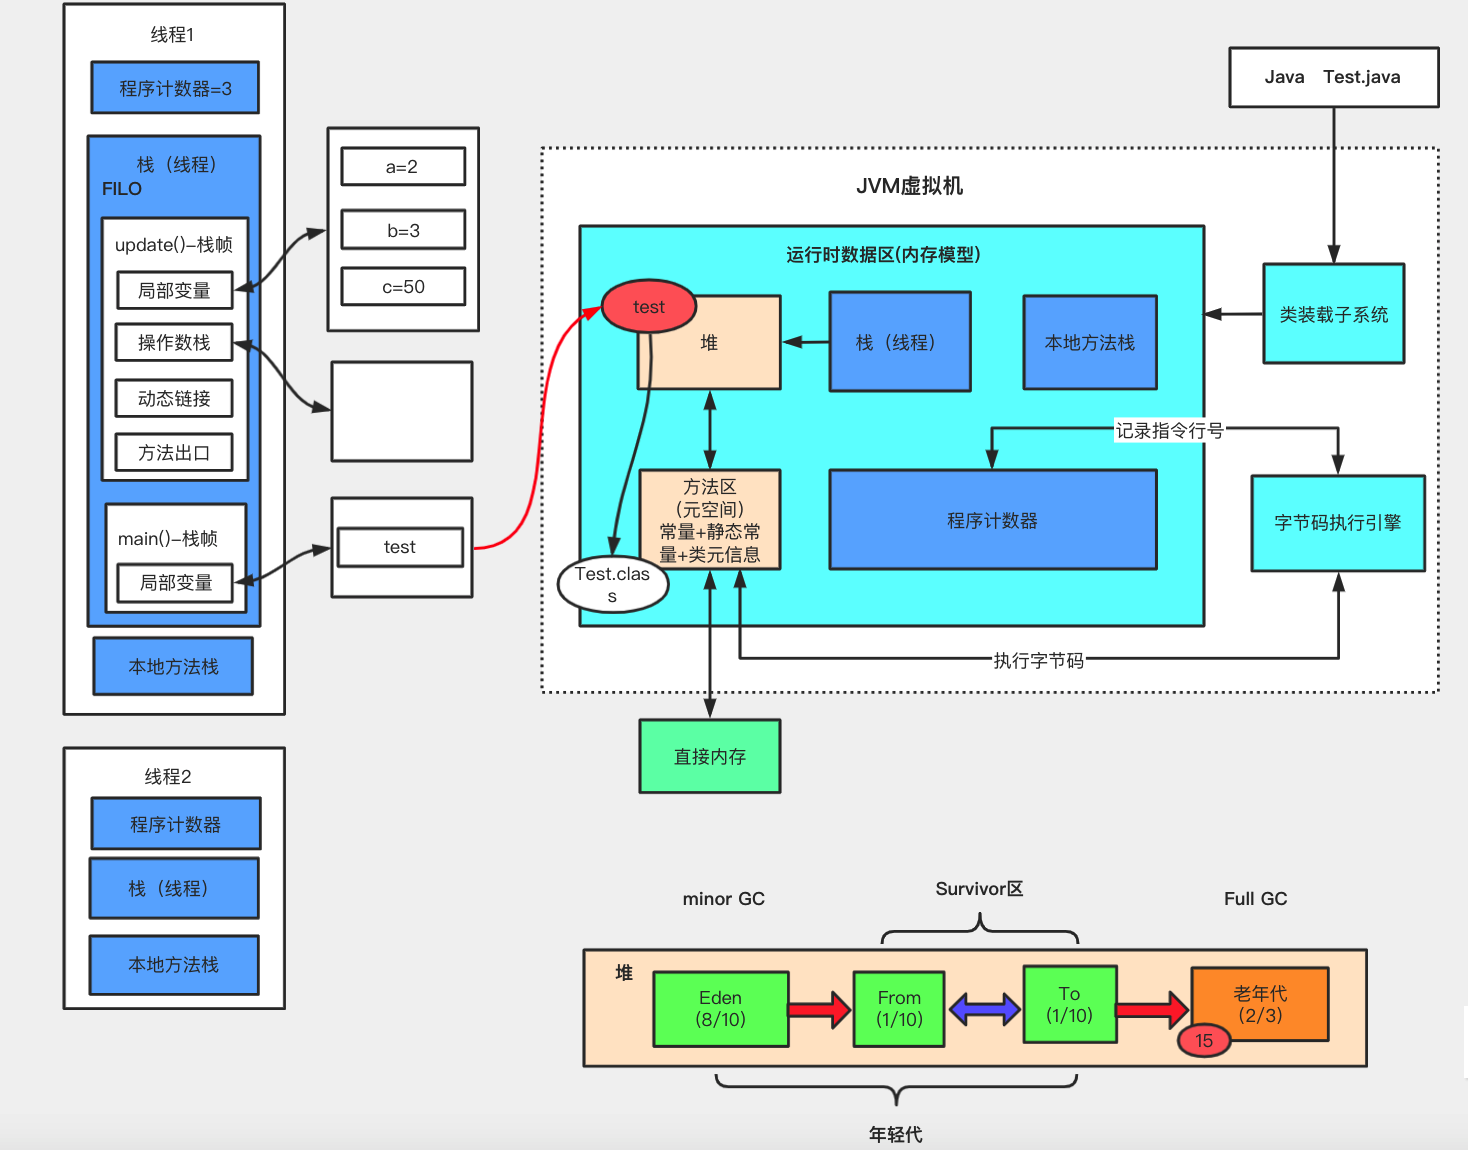 线程1
程序计数器=3
栈（线程）
FILO
update()-栈帧
局部变量
操作数栈
动态链接
方法出口
main()-栈帧
局部变量
本地方法栈
a=2
b=3
c=50
test
线程2
程序计数器
栈（线程）
本地方法栈
Java Test.java
JVM虚拟机
运行时数据区(内存模型)
test
堆
栈（线程）
本地方法栈
类装载子系统
记录指令行号
方法区
(元空间)
常量+静态常
量+类元信息
程序计数器
字节码执行引擎
Test.clas
s
执行字节码
直接内存
minor GC
Survivor区
Full GC
堆
Eden
(8/10)
From
(1/10)
To
(1/10)
老年代
(2/3)
15
年轻代